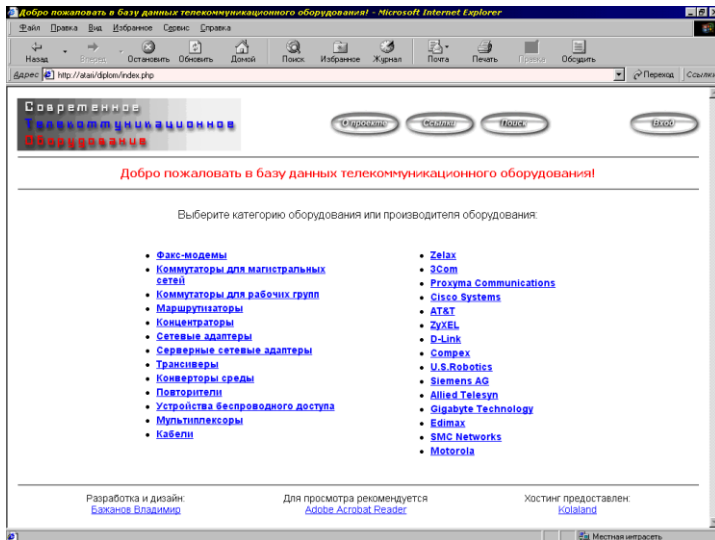 Добро пожаловать в базу данных телекоммуникационного оборудования! - Microsoft Internet Explorer
Файл Правка Вид Избранное Сервис Справка
Назад Вперед Остановить Обновить Домой Поиск Избранное Журнал Почта Печать Правка Обсудить
Адрес http://atasi/diplom/index.php Переход Ссылки
Современное
Телекоммуникационное
Оборудование
О проекте Ссылки Поиск Вход
Добро пожаловать в базу данных телекоммуникационного оборудования!
Выберите категорию оборудования или производителя оборудования:
Факс-модемы
Коммутаторы для магистральных
сетей
Коммутаторы для рабочих групп
Маршрутизаторы
Концентраторы
Сетевые адаптеры
Серверные сетевые адаптеры
Трансиверы
Конверторы среды
Повторители
Устройства беспроводного доступа
Мультиплексоры
Кабели
Zelax
3Com
Proxyma Communications
Cisco Systems
AT&T
ZyXEL
D-Link
Compex
U.S.Robotics
Siemens AG
Allied Telesyn
Gigabyte Technology
Edimax
SMC Networks
Motorola
Разработка и дизайн:
Бажанов Владимир
Для просмотра рекомендуется
Adobe Acrobat Reader
Хостинг предоставлен:
Kolaland
Местная интрасеть